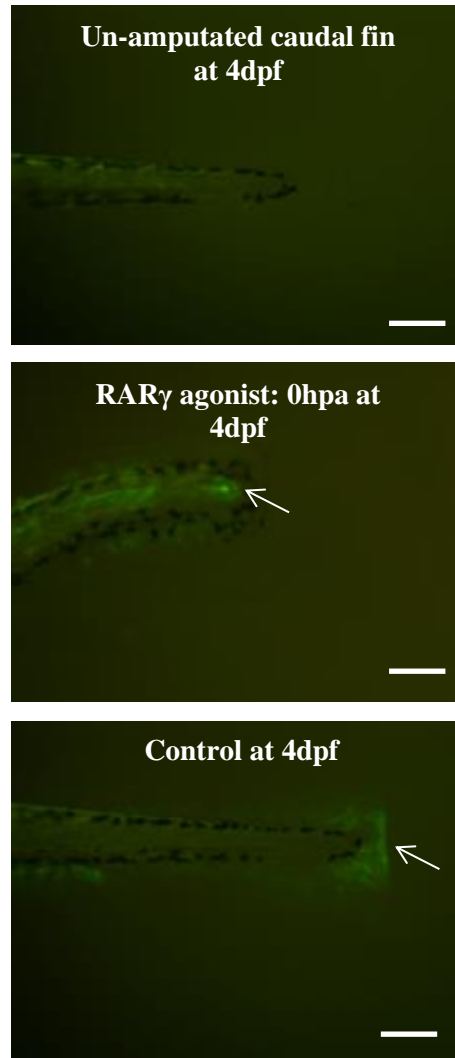 Un-amputated caudal fin
at 4dpf
RARγ agonist: 0hpa at
4dpf
Control at 4dpf